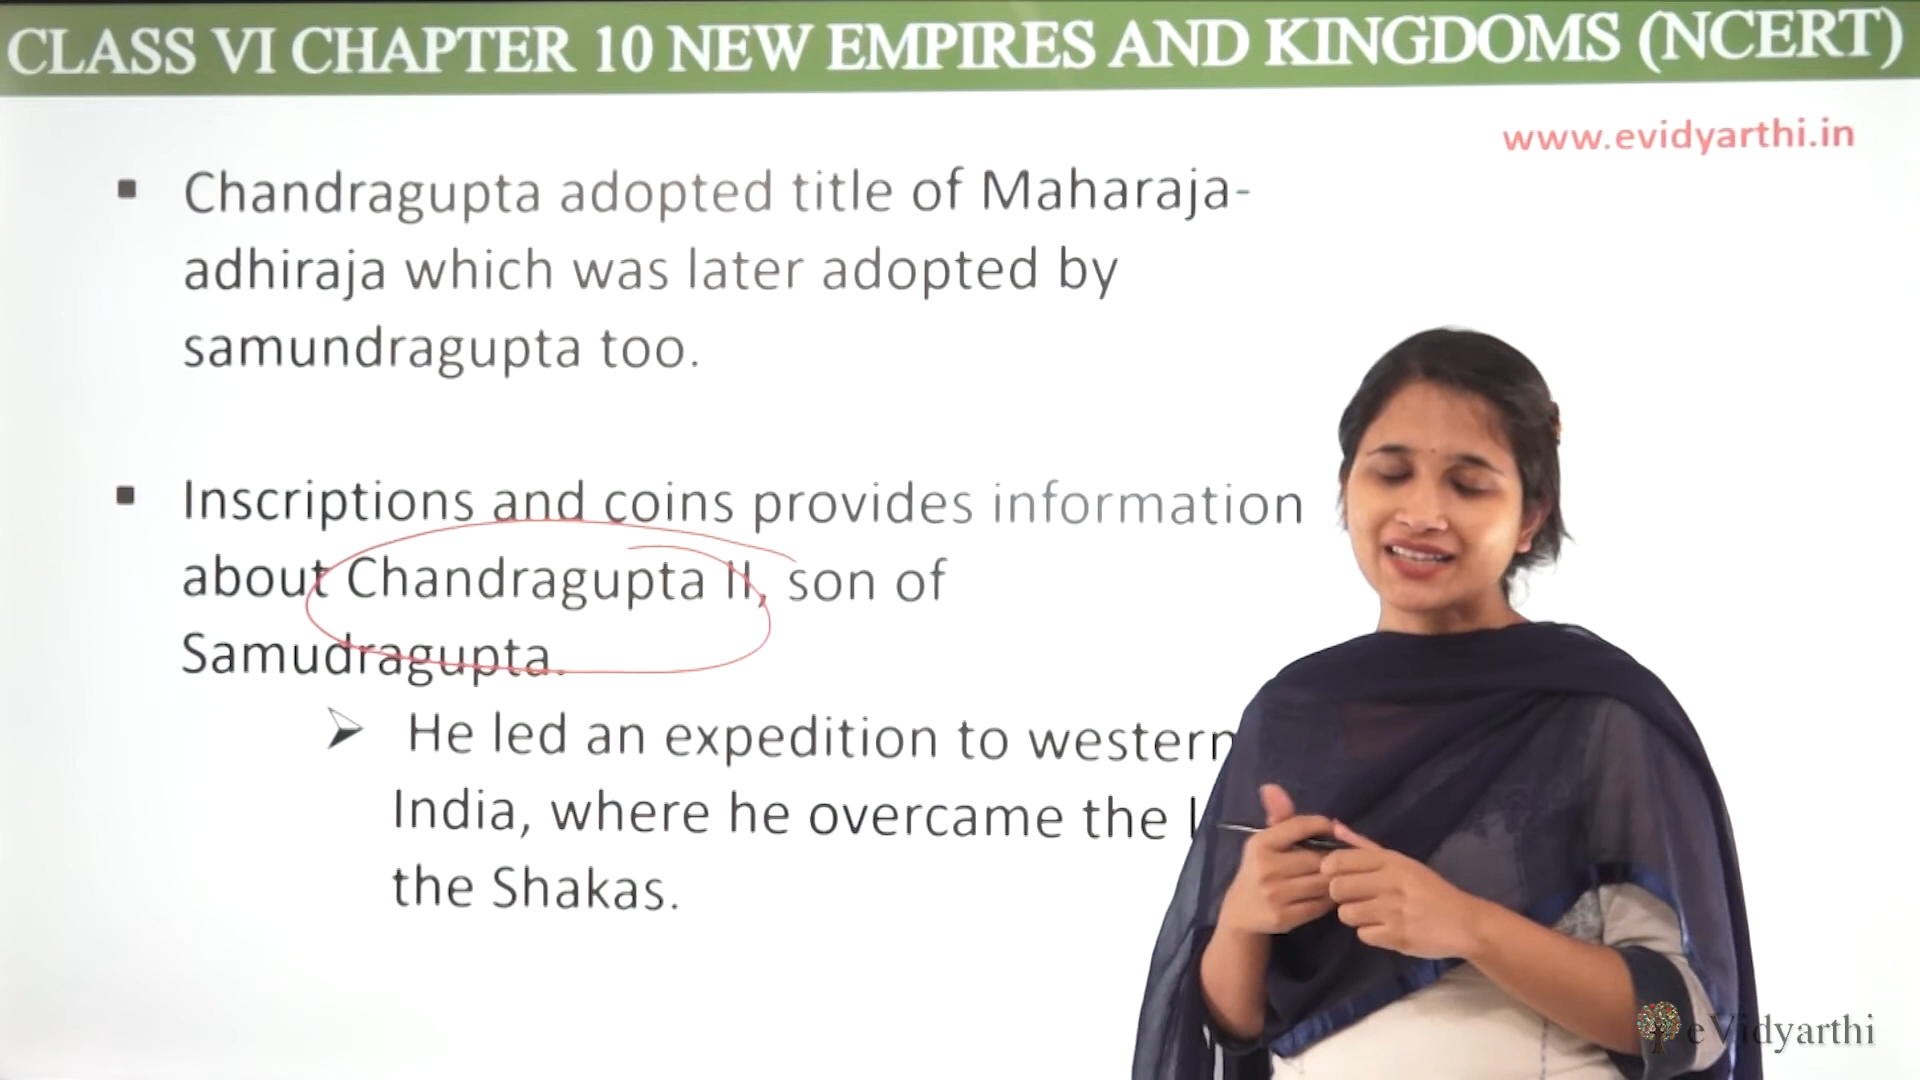 CLASS VI CHAPTER 10 NEW EMPIRES AND KINGDOMS (NCERT)
www.evidyarthi.in
▪ Chandragupta adopted title of Maharaja-
adhiraja which was later adopted by
samundragupta too.
▪ Inscriptions and coins provides information
about Chandragupta II, son of
Samudragupta.
➢ He led an expedition to western
India, where he overcame the
the Shakas.
eVidyarthi